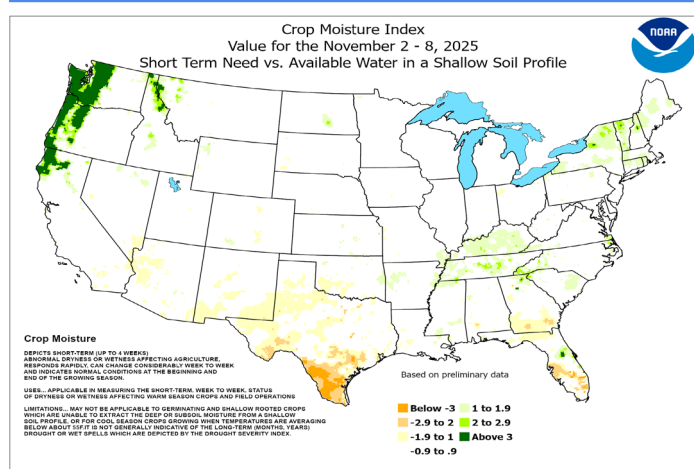 Crop Moisture Index
Value for the November 2 - 8, 2025
Short Term Need vs. Available Water in a Shallow Soil Profile
NOAA
Crop Moisture
DEPICTS SHORT-TERM (UP TO 4 WEEKS)
ABNORMAL DRYNESS OR WETNESS AFFECTING AGRICULTURE,
RESPONDS RAPIDLY, CAN CHANGE CONSIDERABLY WEEK TO WEEK
AND INDICATES NORMAL CONDITIONS AT THE BEGINNING AND
END OF THE GROWING SEASON.
USES... APPLICABLE IN MEASURING THE SHORT-TERM, WEEK TO WEEK, STATUS
OF DRYNESS OR WETNESS AFFECTING WARM SEASON CROPS AND FIELD OPERATIONS
LIMITATIONS... MAY NOT BE APPLICABLE TO GERMINATING AND SHALLOW ROOTED CROPS
WHICH ARE UNABLE TO EXTRACT THE DEEP OR SUBSOIL MOISTURE FROM A SHALLOW
SOIL PROFILE, OR FOR COOL SEASON CROPS GROWING WHEN TEMPERATURES ARE AVERAGING
BELOW ABOUT 55F.IT IS NOT GENERALLY INDICATIVE OF THE LONG-TERM (MONTHS, YEARS)
DROUGHT OR WET SPELLS WHICH ARE DEPICTED BY THE DROUGHT SEVERITY INDEX.
Based on preliminary data
Below -3
-2.9 to 2
-1.9 to 1
-0.9 to .9
1 to 1.9
2 to 2.9
Above 3